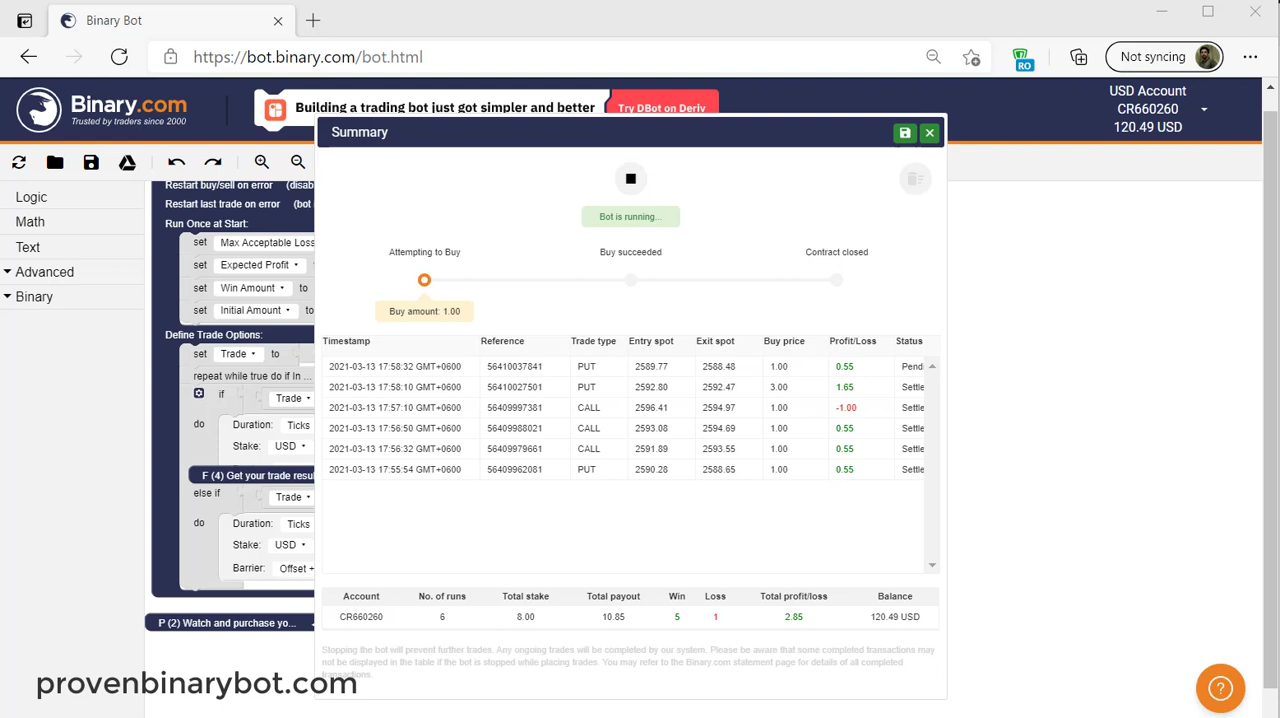 Binary Bot
https://bot.binary.com/bot.html
RO
Not syncing
Binary.com
Trusted by traders since 2000
Building a trading bot just got simpler and better
Try DBot on Deriv
USD Account
CR660260
120.49 USD
Summary
Logic
Math
Text
Advanced
Binary
Restart buy/sell on error (disab
Restart last trade on error (bot
Run Once at Start:
set Max Acceptable Loss
set Expected Profit
set Win Amount to
set Initial Amount to
Define Trade Options:
set Trade to
repeat while true do if In ...
if Trade
do Duration: Ticks
Stake: USD
F (4) Get your trade resul
else if Trade
do Duration: Ticks
Stake: USD
Barrier: Offset +
P (2) Watch and purchase yo...
Bot is running...
Attempting to Buy Buy succeeded Contract closed
Buy amount: 1.00
Timestamp Reference Trade type Entry spot Exit spot Buy price Profit/Loss Status
2021-03-13 17:58:32 GMT+0600 56410037841 PUT 2589.77 2588.48 1.00 0.55 Pend
2021-03-13 17:58:10 GMT+0600 56410027501 PUT 2592.80 2592.47 3.00 1.65 Settle
2021-03-13 17:57:10 GMT+0600 56409997381 CALL 2596.41 2594.97 1.00 -1.00 Settle
2021-03-13 17:56:50 GMT+0600 56409988021 CALL 2593.08 2594.69 1.00 0.55 Settle
2021-03-13 17:56:32 GMT+0600 56409979661 CALL 2591.89 2593.55 1.00 0.55 Settle
2021-03-13 17:55:54 GMT+0600 56409962081 PUT 2590.28 2588.65 1.00 0.55 Settle
Account No. of runs Total stake Total payout Win Loss Total profit/loss Balance
CR660260 6 8.00 10.85 5 1 2.85 120.49 USD
Stopping the bot will prevent further trades. Any ongoing trades will be completed by our system. Please be aware that some completed transactions may
not be displayed in the table if the bot is stopped while placing trades. You may refer to the Binary.com statement page for details of all completed
transactions.
provenbinarybot.com